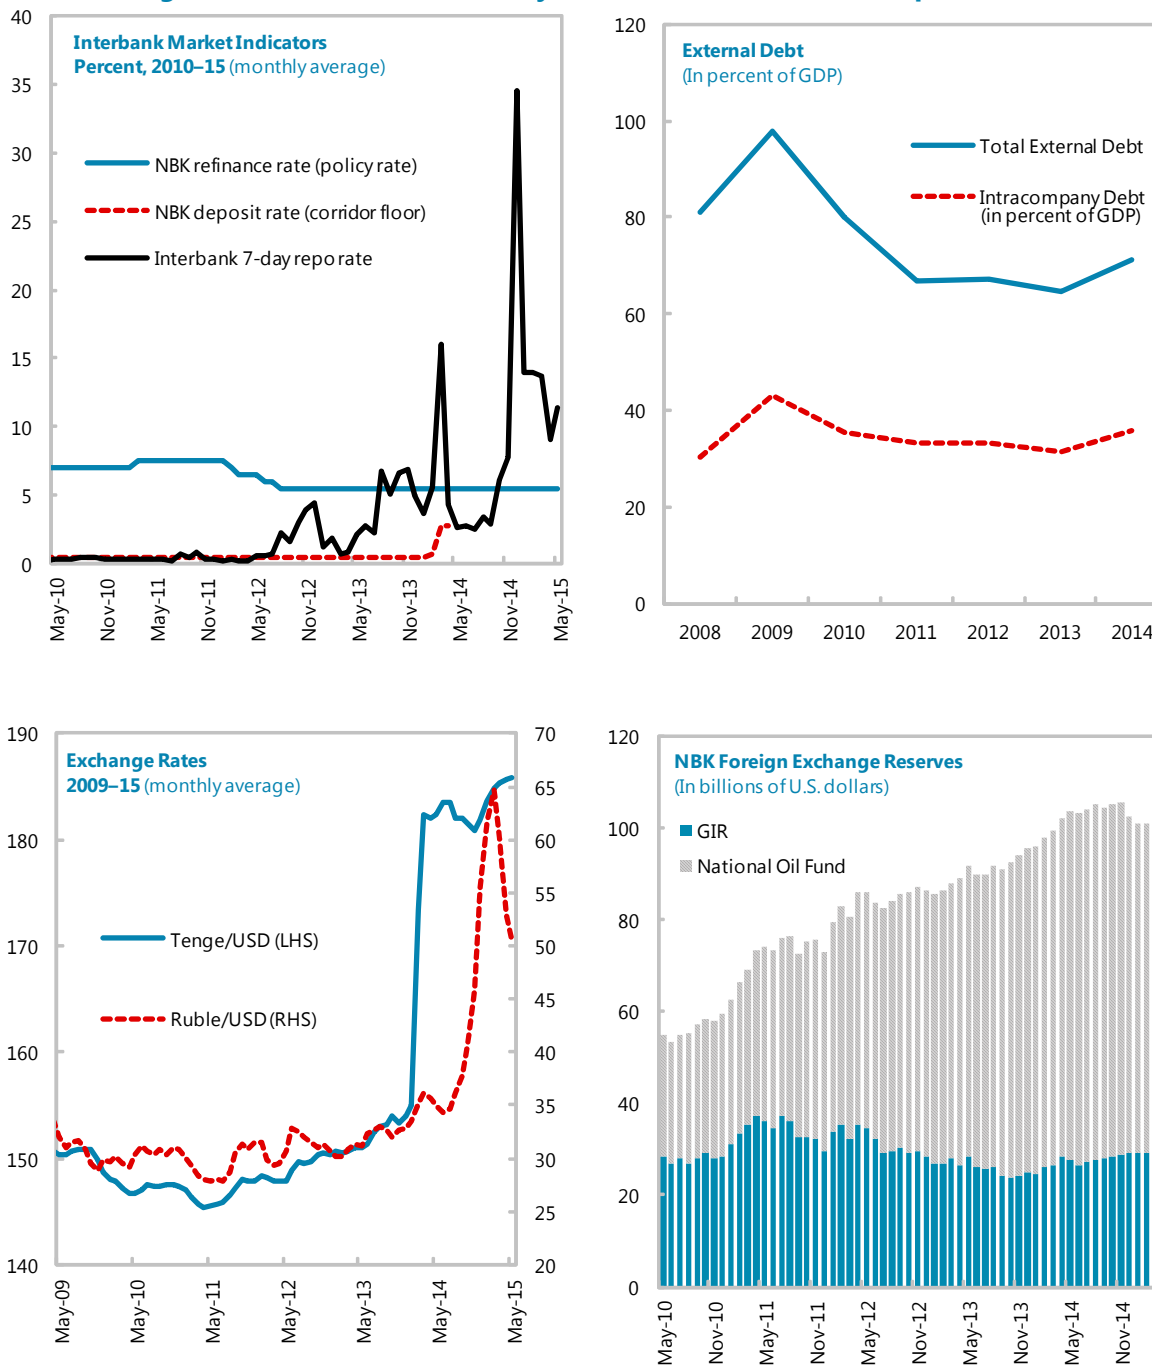 40
35
30
25
20
15
10
5
0
Interbank Market Indicators
Percent, 2010–15 (monthly average)
NBK refinance rate (policy rate)
NBK deposit rate (corridor floor)
Interbank 7-day repo rate
May-10
Nov-10
May-11
Nov-11
May-12
Nov-12
May-13
Nov-13
May-14
Nov-14
May-15
120
100
80
60
40
20
0
External Debt
(In percent of GDP)
Total External Debt
Intracompany Debt
(in percent of GDP)
2008
2009
2010
2011
2012
2013
2014
190
180
170
160
150
140
Exchange Rates
2009–15 (monthly average)
Tenge/USD (LHS)
Ruble/USD (RHS)
70
65
60
55
50
45
40
35
30
25
20
May-09
May-10
May-11
May-12
May-13
May-14
May-15
120
100
80
60
40
20
0
NBK Foreign Exchange Reserves
(In billions of U.S. dollars)
GIR
National Oil Fund
May-10
Nov-10
May-11
Nov-11
May-12
Nov-12
May-13
Nov-13
May-14
Nov-14